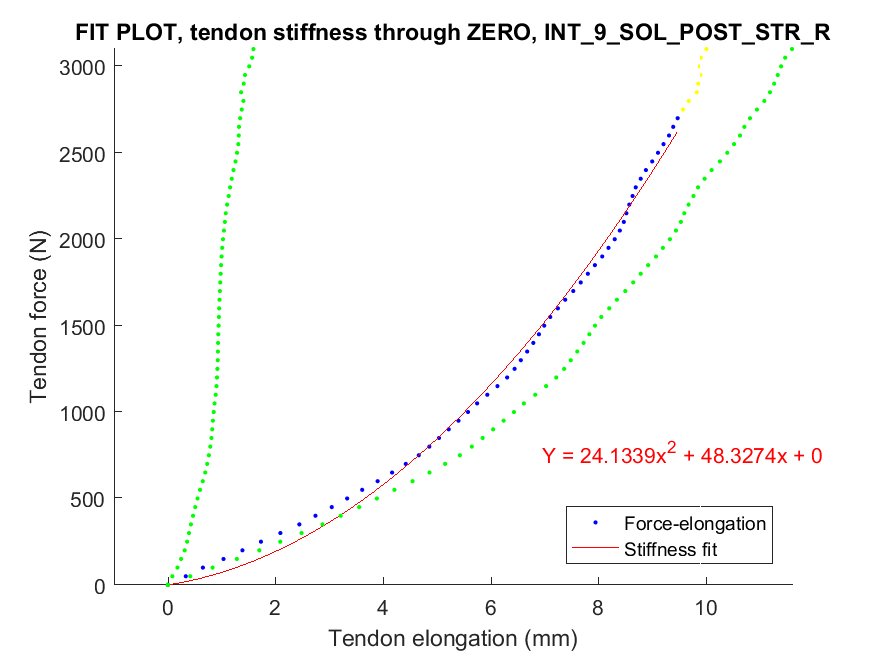 FIT PLOT, tendon stiffness through ZERO, INT_9_SOL_POST_STR_R
3000
2500
2000
1500
1000
500
0
Tendon force (N)
Y = 24.1339x² + 48.3274x + 0
Force-elongation
Stiffness fit
0 2 4 6 8 10
Tendon elongation (mm)